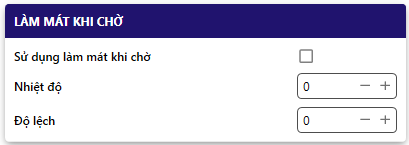 LÀM MÁT KHI CHỜ
Sử dụng làm mát khi chờ
Nhiệt độ 0 − +
Độ lệch 0 − +